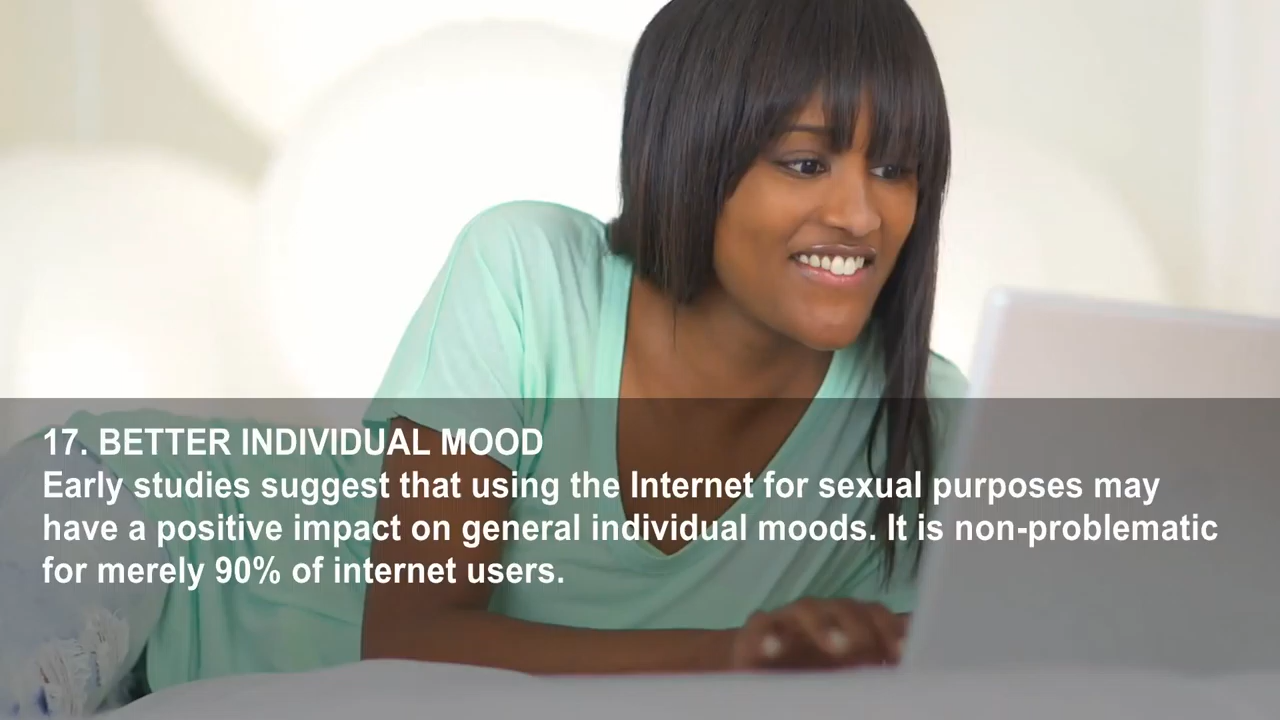 17. BETTER INDIVIDUAL MOOD
Early studies suggest that using the Internet for sexual purposes may
have a positive impact on general individual moods. It is non-problematic
for merely 90% of internet users.